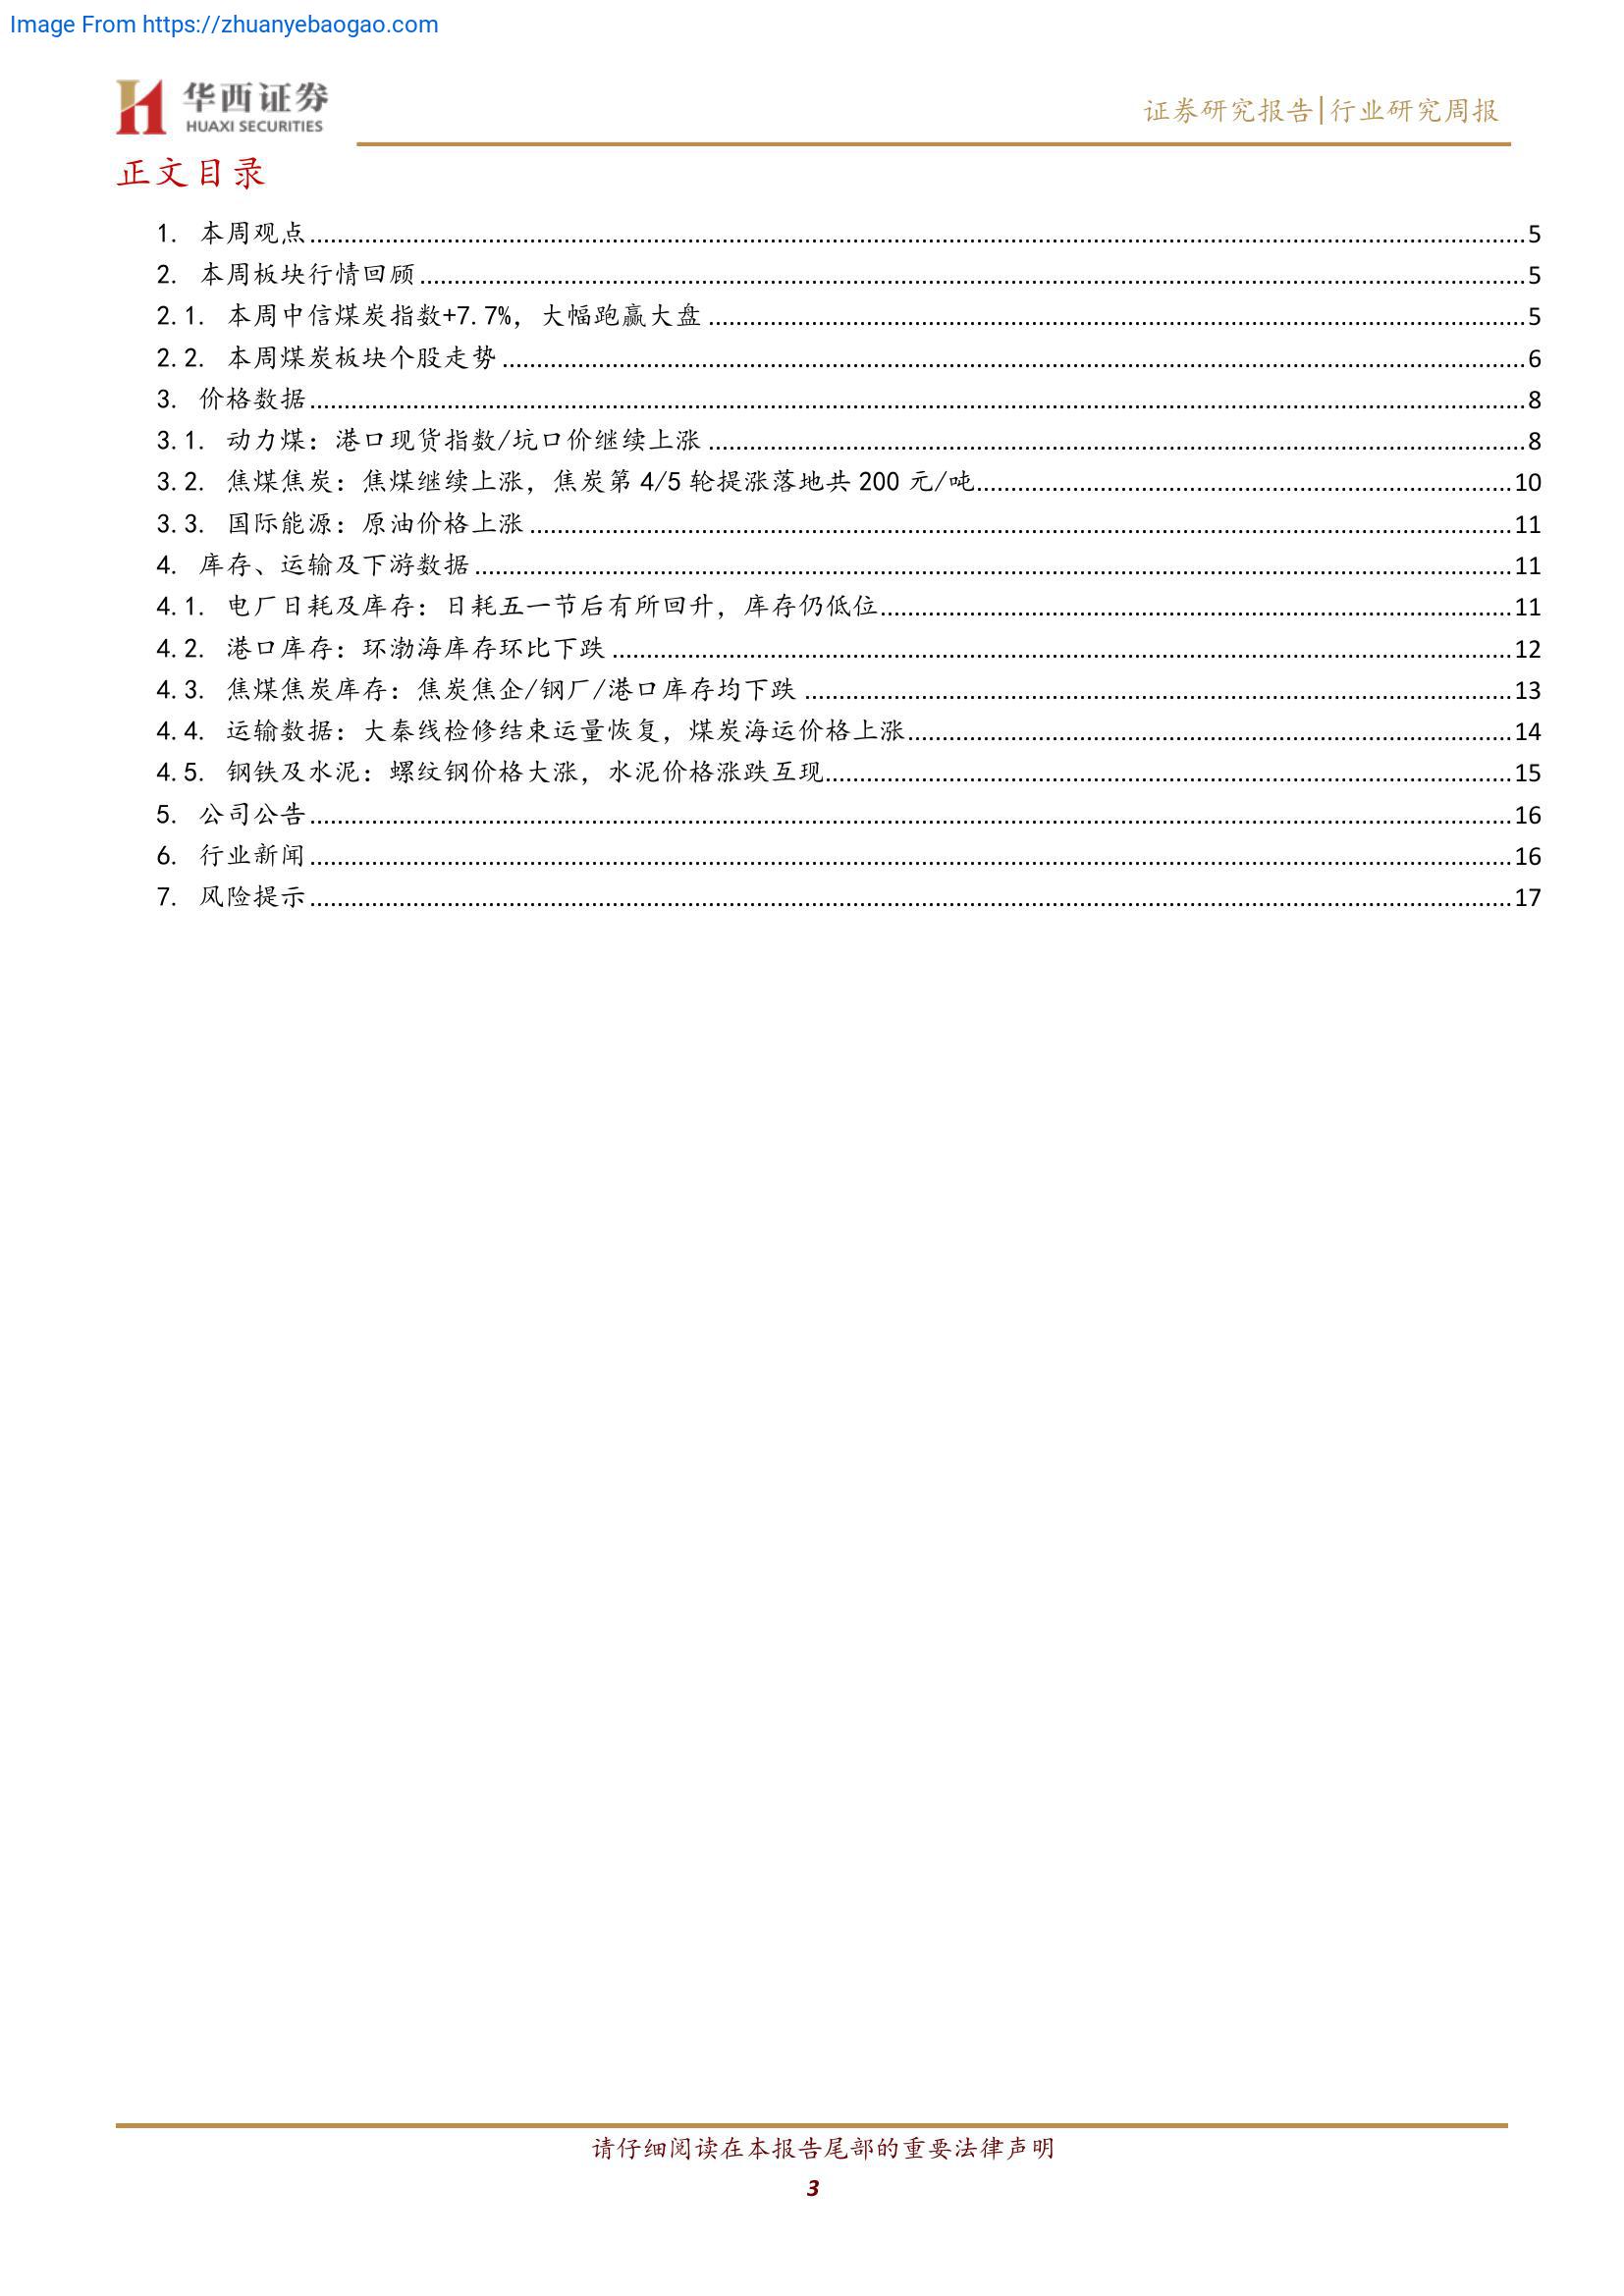 Image From https://zhuanyebaogao.com
华西证券
HUAXI SECURITIES
证券研究报告|行业研究周报
正文目录
1. 本周观点 5
2. 本周板块行情回顾 5
2.1. 本周中信煤炭指数+7.7%，大幅跑赢大盘 5
2.2. 本周煤炭板块个股走势 6
3. 价格数据 8
3.1. 动力煤：港口现货指数/坑口价继续上涨 8
3.2. 焦煤焦炭：焦煤继续上涨，焦炭第 4/5 轮提涨落地共 200 元/吨 10
3.3. 国际能源：原油价格上涨 11
4. 库存、运输及下游数据 11
4.1. 电厂日耗及库存：日耗五一节后有所回升，库存仍低位 11
4.2. 港口库存：环渤海库存环比下跌 12
4.3. 焦煤焦炭库存：焦炭焦企/钢厂/港口库存均下跌 13
4.4. 运输数据：大秦线检修结束运量恢复，煤炭海运价格上涨 14
4.5. 钢铁及水泥：螺纹钢价格大涨，水泥价格涨跌互现 15
5. 公司公告 16
6. 行业新闻 16
7. 风险提示 17
请仔细阅读在本报告尾部的重要法律声明
3